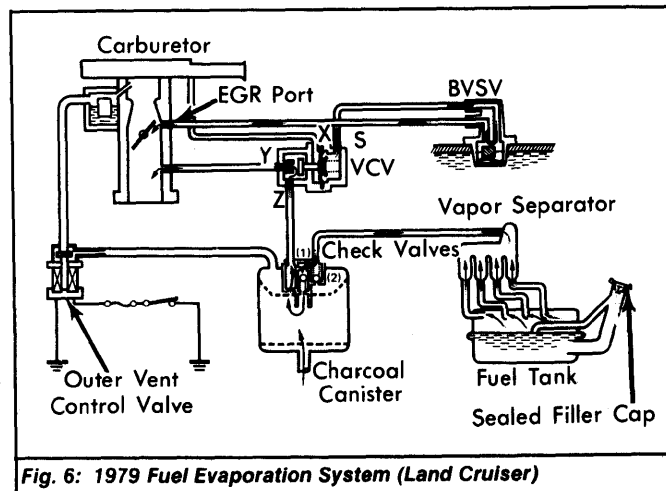 Carburetor
EGR Port
BVSV
X
S
Y
VCV
Z
Vapor Separator
(1)
Check Valves
(2)
Outer Vent
Control Valve
Charcoal
Canister
Fuel Tank
Sealed Filler Cap
Fig. 6: 1979 Fuel Evaporation System (Land Cruiser)